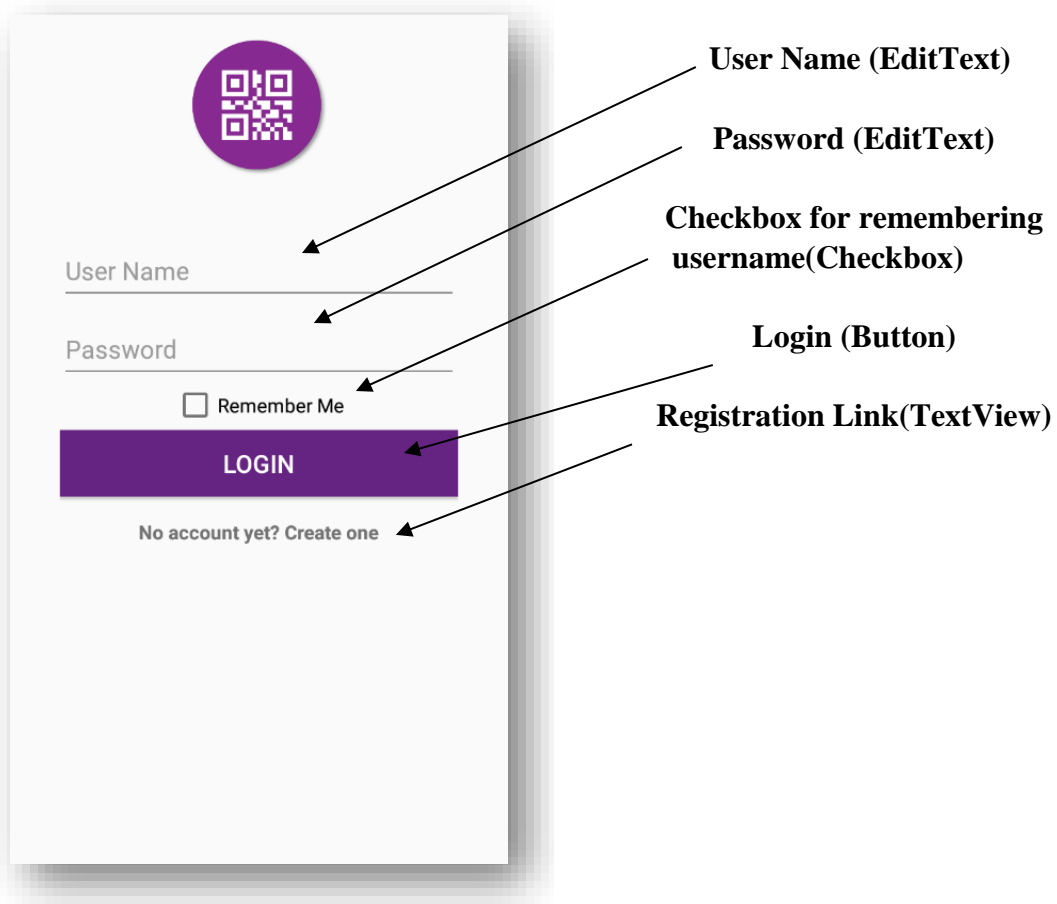 User Name (EditText)
Password (EditText)
Checkbox for remembering
username(Checkbox)
Login (Button)
Registration Link(TextView)
User Name
Password
Remember Me
LOGIN
No account yet? Create one